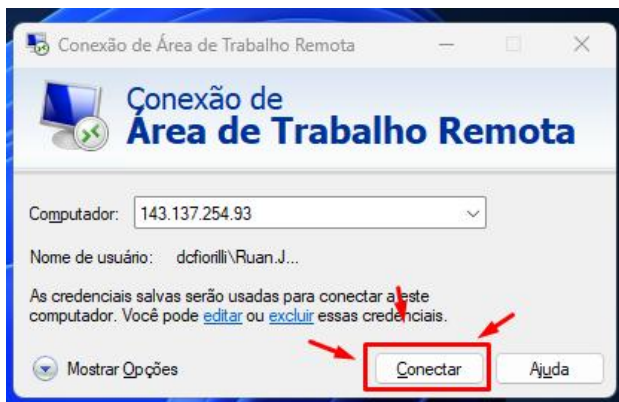 Conexão de Área de Trabalho Remota
Conexão de
Área de Trabalho Remota
Computador: 143.137.254.93
Nome de usuário: dcfiorilli\Ruan.J...
As credenciais salvas serão usadas para conectar a este
computador. Você pode editar ou excluir essas credenciais.
Mostrar Opções Conectar Ajuda